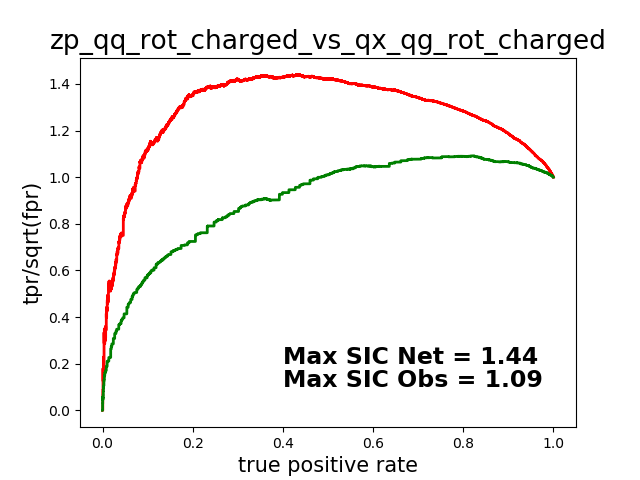 zp_qq_rot_charged_vs_qx_qg_rot_charged
1.4
1.2
1.0
0.8
0.6
0.4
0.2
0.0
tpr/sqrt(fpr)
Max SIC Net = 1.44
Max SIC Obs = 1.09
0.0 0.2 0.4 0.6 0.8 1.0
true positive rate